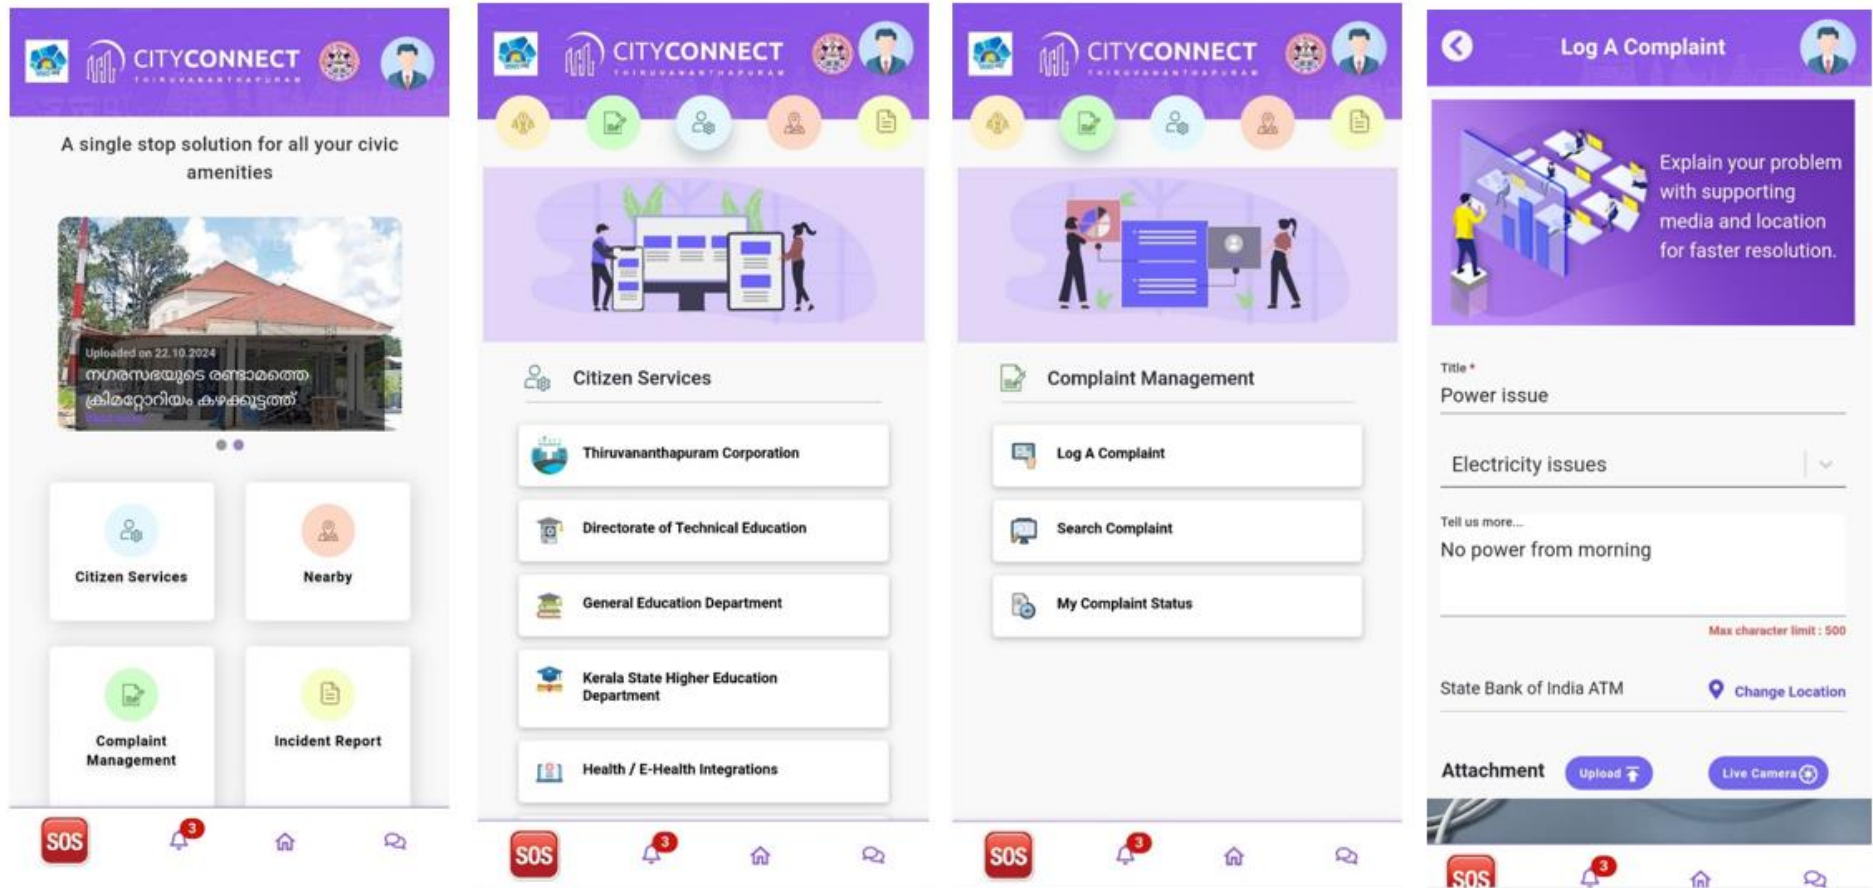 CITYCONNECT
THIRUVANANTHAPURAM
A single stop solution for all your civic
amenities
Uploaded on 22.10.2024
നഗരസഭയുടെ രണ്ടാമത്തെ
ക്രിമറ്റോറിയം കഴക്കൂട്ടത്ത്
Citizen Services
Nearby
Complaint
Management
Incident Report
SOS
3
CITYCONNECT
THIRUVANANTHAPURAM
Citizen Services
Thiruvananthapuram Corporation
Directorate of Technical Education
General Education Department
Kerala State Higher Education
Department
Health / E-Health Integrations
SOS
3
CITYCONNECT
THIRUVANANTHAPURAM
Complaint Management
Log A Complaint
Search Complaint
My Complaint Status
SOS
3
Log A Complaint
Explain your problem
with supporting
media and location
for faster resolution.
Title *
Power issue
Electricity issues
Tell us more...
No power from morning
Max character limit : 500
State Bank of India ATM
Change Location
Attachment
Upload
Live Camera
SOS
3